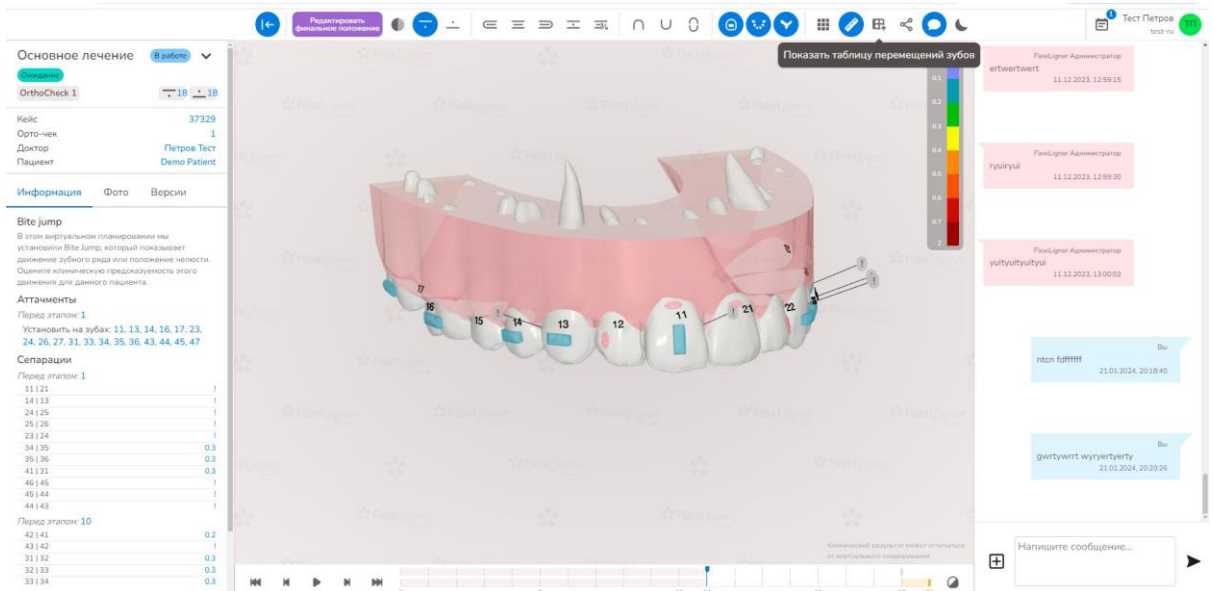 Редактировать
финальное положение
1
Тест Петров
test-ru
m
Показать таблицу перемещений зубов
Основное лечение
В работе
Ожидание
OrthoCheck 1
18 18
Кейс 37329
Орто-чек 1
Доктор Петров Тест
Пациент Demo Patient
Информация Фото Версии
Bite jump
В этом виртуальном планировании мы
установили Bite Jump, который показывает
движение зубного ряда или положение челюсти.
Оцените клиническую предсказуемость этого
движения для данного пациента.
Аттачменты
Перед этапом: 1
Установить на зубах: 11, 13, 14, 16, 17, 23,
24, 26, 27, 31, 33, 34, 35, 36, 43, 44, 45, 47
Сепарации
Перед этапом: 1
11 | 21 !
14 | 13 !
24 | 25 !
25 | 26 !
23 | 24 !
34 | 35 0.3
35 | 36 0.3
41 | 31 0.3
46 | 45 !
45 | 44 !
44 | 43 !
Перед этапом: 10
42 | 41 0.2
43 | 42 !
31 | 32 0.3
32 | 33 0.3
33 | 34 0.3
0.1
0.2
0.3
0.4
0.5
0.6
0.7
2
17
16
15
14
13
12
11
21
22
!
!
!
!
FlexiLigner
Клинический результат может отличаться
от виртуального планирования
FlexiLigner Администратор
ertwertwert
11.12.2023, 12:59:15
FlexiLigner Администратор
ryuiryui
11.12.2023, 12:59:30
FlexiLigner Администратор
yuityuityuityui
11.12.2023, 13:00:03
Вы
ntcn fdffffff
21.01.2024, 20:18:40
Вы
gwrtywrrt wyryertyerty
21.01.2024, 20:20:26
Напишите сообщение...